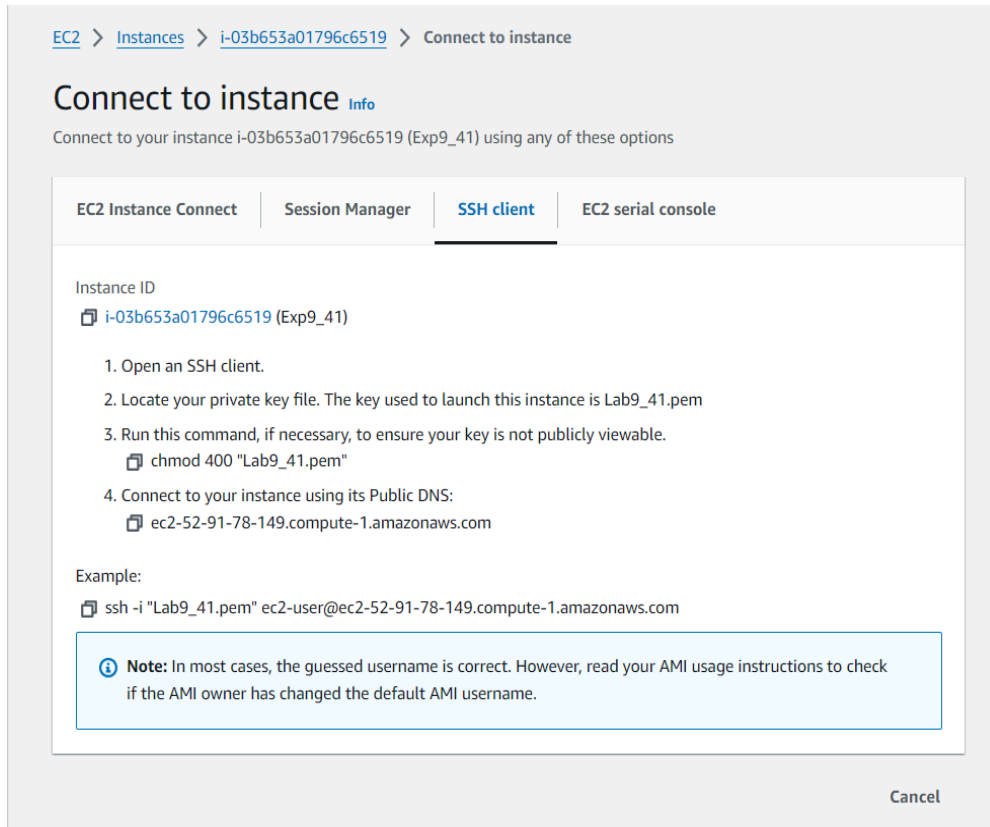 EC2 > Instances > i-03b653a01796c6519 > Connect to instance
Connect to instance Info
Connect to your instance i-03b653a01796c6519 (Exp9_41) using any of these options
EC2 Instance Connect Session Manager SSH client EC2 serial console
Instance ID
i-03b653a01796c6519 (Exp9_41)
1. Open an SSH client.
2. Locate your private key file. The key used to launch this instance is Lab9_41.pem
3. Run this command, if necessary, to ensure your key is not publicly viewable.
chmod 400 "Lab9_41.pem"
4. Connect to your instance using its Public DNS:
ec2-52-91-78-149.compute-1.amazonaws.com
Example:
ssh -i "Lab9_41.pem" ec2-user@ec2-52-91-78-149.compute-1.amazonaws.com
Note: In most cases, the guessed username is correct. However, read your AMI usage instructions to check
if the AMI owner has changed the default AMI username.
Cancel